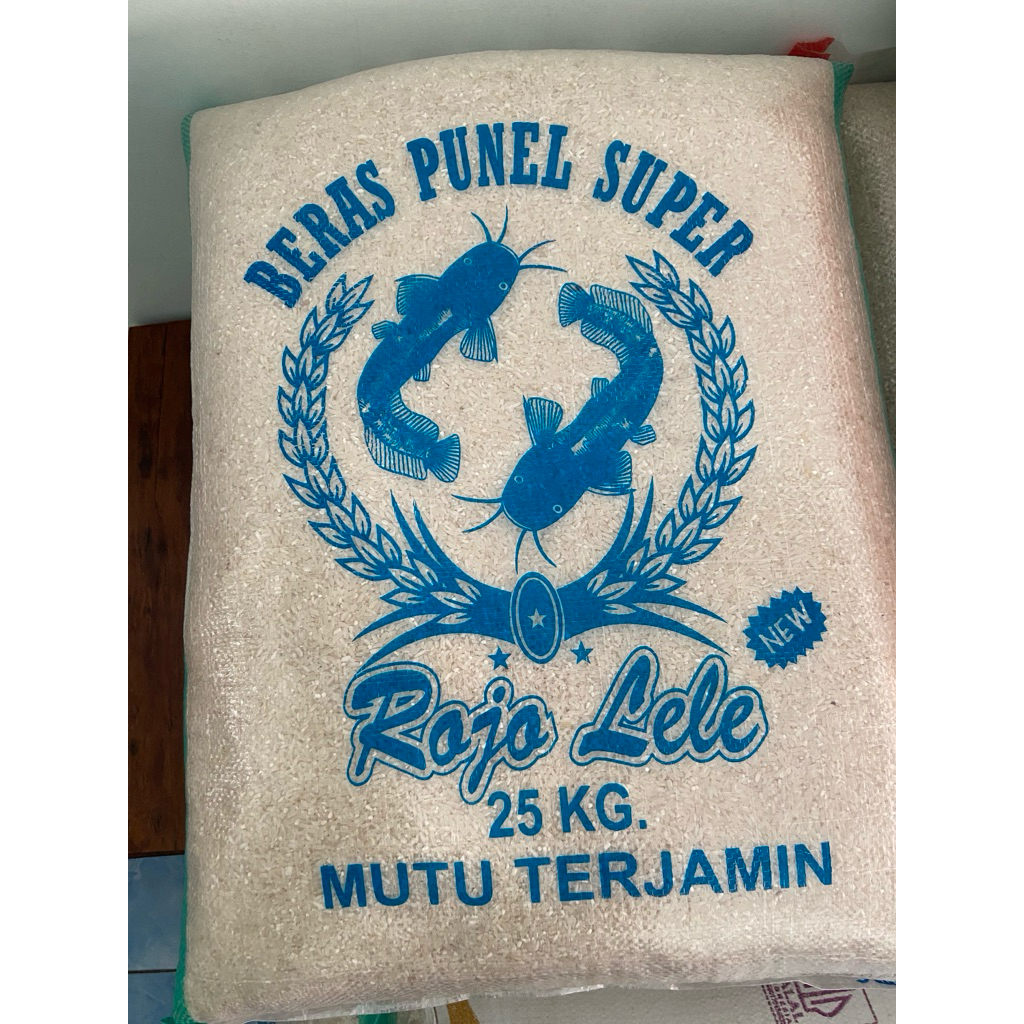 BERAS PUNEL SUPER
NEW
Rojo Lele
25 KG.
MUTU TERJAMIN